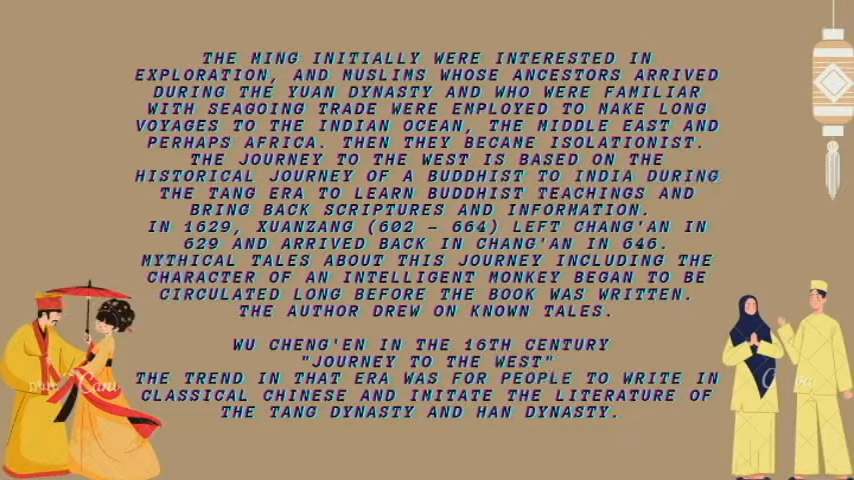 THE MING INITIALLY WERE INTERESTED IN
EXPLORATION, AND MUSLIMS WHOSE ANCESTORS ARRIVED
DURING THE YUAN DYNASTY AND WHO WERE FAMILIAR
WITH SEAGOING TRADE WERE EMPLOYED TO MAKE LONG
VOYAGES TO THE INDIAN OCEAN, THE MIDDLE EAST AND
PERHAPS AFRICA. THEN THEY BECAME ISOLATIONIST.
THE JOURNEY TO THE WEST IS BASED ON THE
HISTORICAL JOURNEY OF A BUDDHIST TO INDIA DURING
THE TANG ERA TO LEARN BUDDHIST TEACHINGS AND
BRING BACK SCRIPTURES AND INFORMATION.
IN 1629, XUANZANG (602 – 664) LEFT CHANG'AN IN
629 AND ARRIVED BACK IN CHANG'AN IN 646.
MYTHICAL TALES ABOUT THIS JOURNEY INCLUDING THE
CHARACTER OF AN INTELLIGENT MONKEY BEGAN TO BE
CIRCULATED LONG BEFORE THE BOOK WAS WRITTEN.
THE AUTHOR DREW ON KNOWN TALES.
WU CHENG'EN IN THE 16TH CENTURY
"JOURNEY TO THE WEST"
THE TREND IN THAT ERA WAS FOR PEOPLE TO WRITE IN
CLASSICAL CHINESE AND IMITATE THE LITERATURE OF
THE TANG DYNASTY AND HAN DYNASTY.